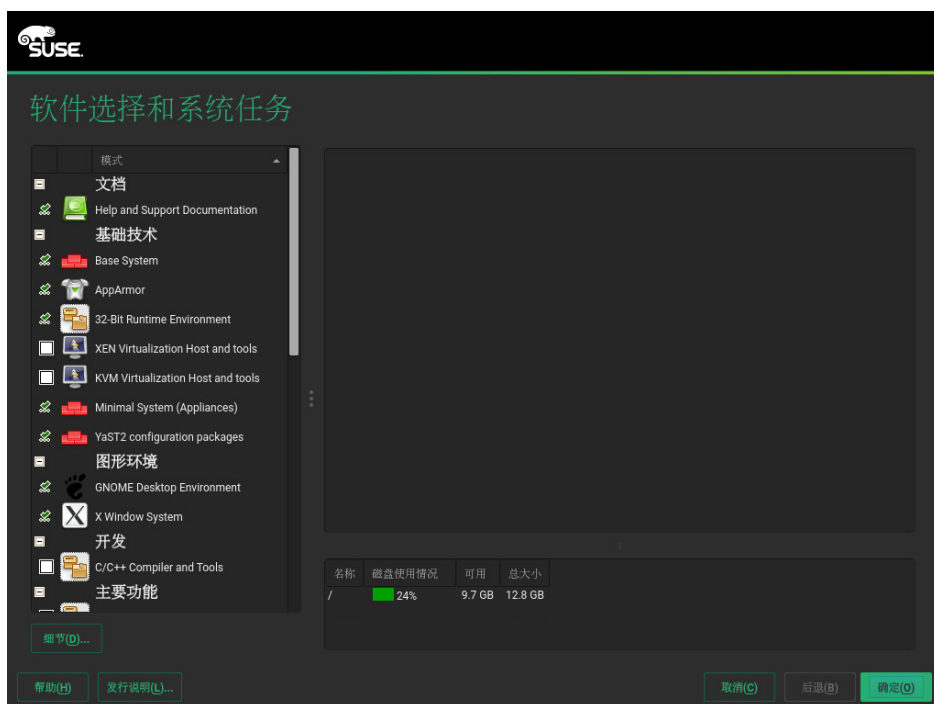 SUSE.
软件选择和系统任务
模式
文档
Help and Support Documentation
基础技术
Base System
AppArmor
32-Bit Runtime Environment
XEN Virtualization Host and tools
KVM Virtualization Host and tools
Minimal System (Appliances)
YaST2 configuration packages
图形环境
GNOME Desktop Environment
X Window System
开发
C/C++ Compiler and Tools
主要功能
名称 磁盘使用情况 可用 总大小
/ 24% 9.7 GB 12.8 GB
细节(D)...
帮助(H) 发行说明(L)... 取消(C) 后退(B) 确定(O)